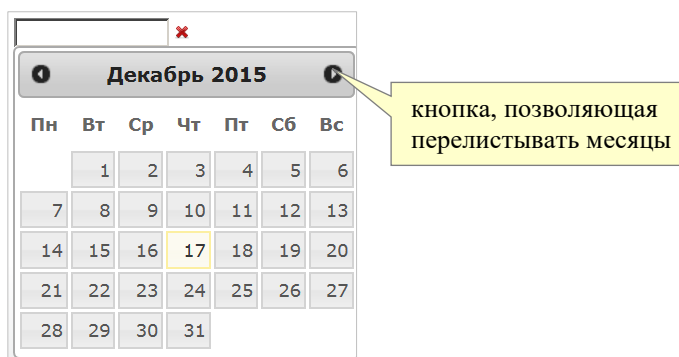 Декабрь 2015
кнопка, позволяющая
перелистывать месяцы
Пн Вт Ср Чт Пт Сб Вс
1 2 3 4 5 6
7 8 9 10 11 12 13
14 15 16 17 18 19 20
21 22 23 24 25 26 27
28 29 30 31